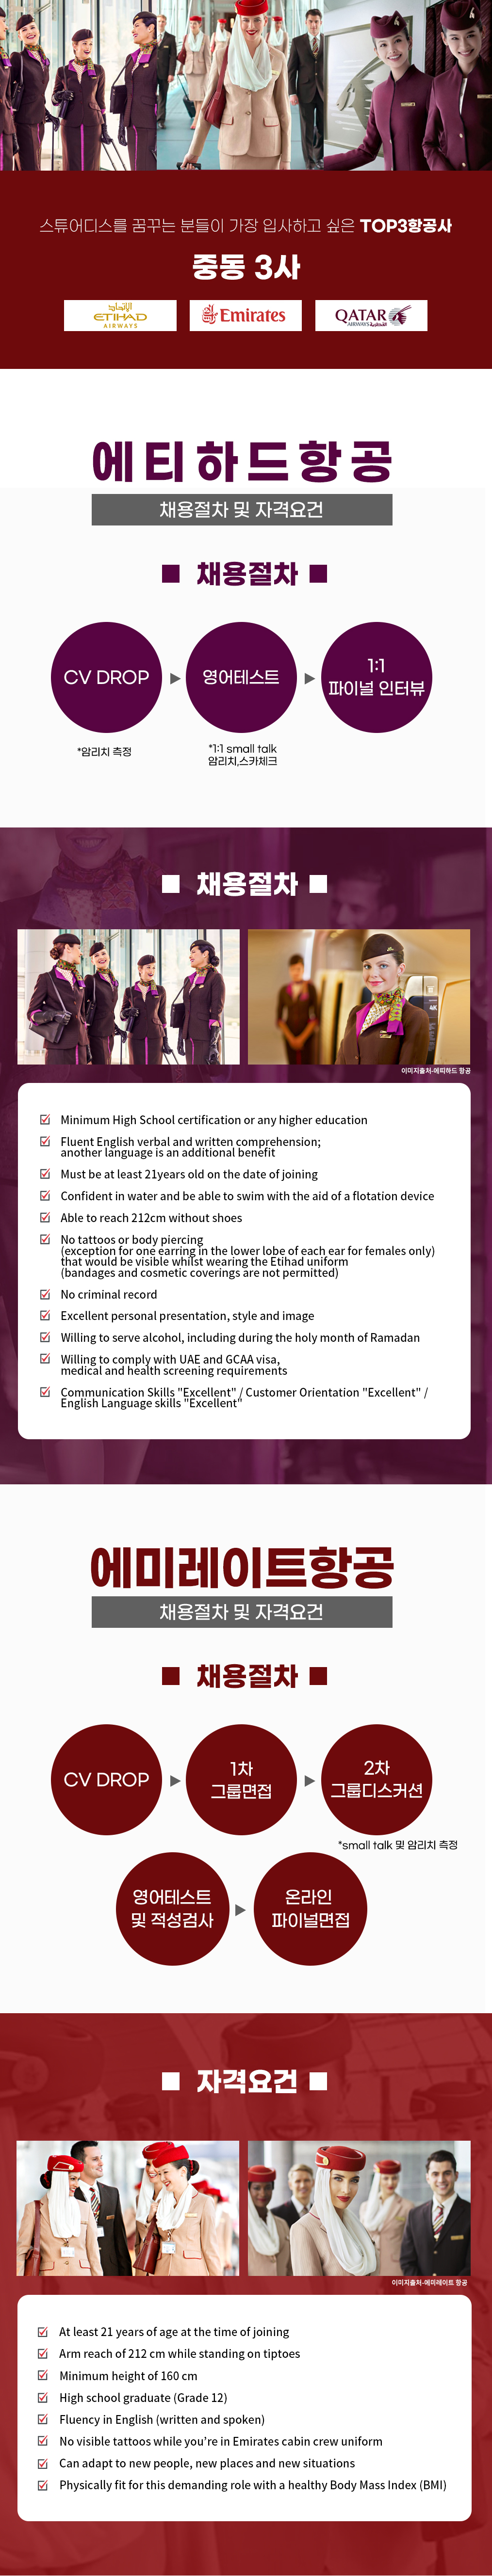 스튜어디스를 꿈꾸는 분들이 가장 입사하고 싶은 TOP3항공사
중동 3사
الإتحاد
ETIHAD
AIRWAYS
Emirates
QATAR
AIRWAYS القطرية
에티하드항공
채용절차 및 자격요건
채용절차
CV DROP
영어테스트
1:1
파이널 인터뷰
*암리치 측정
*1:1 small talk
암리치,스카체크
채용절차
이미지출처-에띠하드 항공
Minimum High School certification or any higher education
Fluent English verbal and written comprehension;
another language is an additional benefit
Must be at least 21years old on the date of joining
Confident in water and be able to swim with the aid of a flotation device
Able to reach 212cm without shoes
No tattoos or body piercing
(exception for one earring in the lower lobe of each ear for females only)
that would be visible whilst wearing the Etihad uniform
(bandages and cosmetic coverings are not permitted)
No criminal record
Excellent personal presentation, style and image
Willing to serve alcohol, including during the holy month of Ramadan
Willing to comply with UAE and GCAA visa,
medical and health screening requirements
Communication Skills "Excellent" / Customer Orientation "Excellent" /
English Language skills "Excellent"
에미레이트항공
채용절차 및 자격요건
채용절차
CV DROP
1차
그룹면접
2차
그룹디스커션
*small talk 및 암리치 측정
영어테스트
및 적성검사
온라인
파이널면접
자격요건
이미지출처-에미레이트 항공
At least 21 years of age at the time of joining
Arm reach of 212 cm while standing on tiptoes
Minimum height of 160 cm
High school graduate (Grade 12)
Fluency in English (written and spoken)
No visible tattoos while you're in Emirates cabin crew uniform
Can adapt to new people, new places and new situations
Physically fit for this demanding role with a healthy Body Mass Index (BMI)